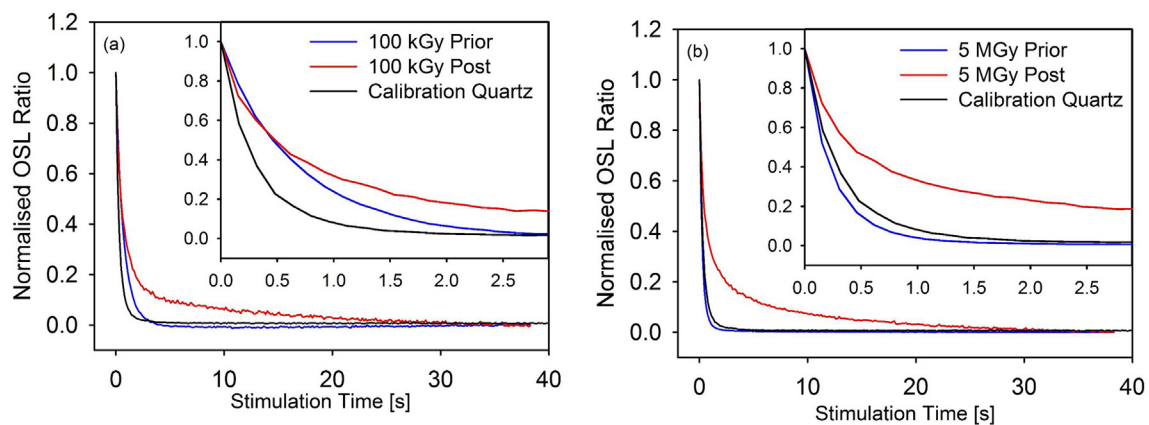 (a)
100 kGy Prior
100 kGy Post
Calibration Quartz
Normalised OSL Ratio
1.2
1.0
0.8
0.6
0.4
0.2
0.0
1.0
0.8
0.6
0.4
0.2
0.0
0.0 0.5 1.0 1.5 2.0 2.5
0 10 20 30 40
Stimulation Time [s]
(b)
5 MGy Prior
5 MGy Post
Calibration Quartz
Normalised OSL Ratio
1.2
1.0
0.8
0.6
0.4
0.2
0.0
1.0
0.8
0.6
0.4
0.2
0.0
0.0 0.5 1.0 1.5 2.0 2.5
0 10 20 30 40
Stimulation Time [s]